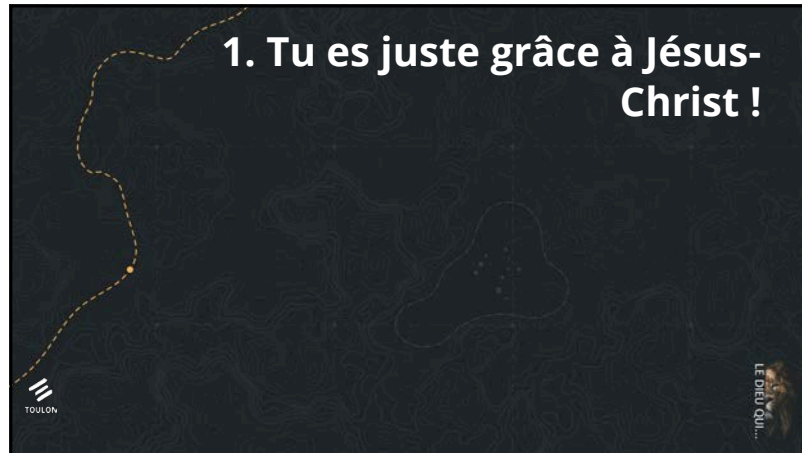 1. Tu es juste grâce à Jésus-
Christ !
TOULON
LE DIEU QUI...